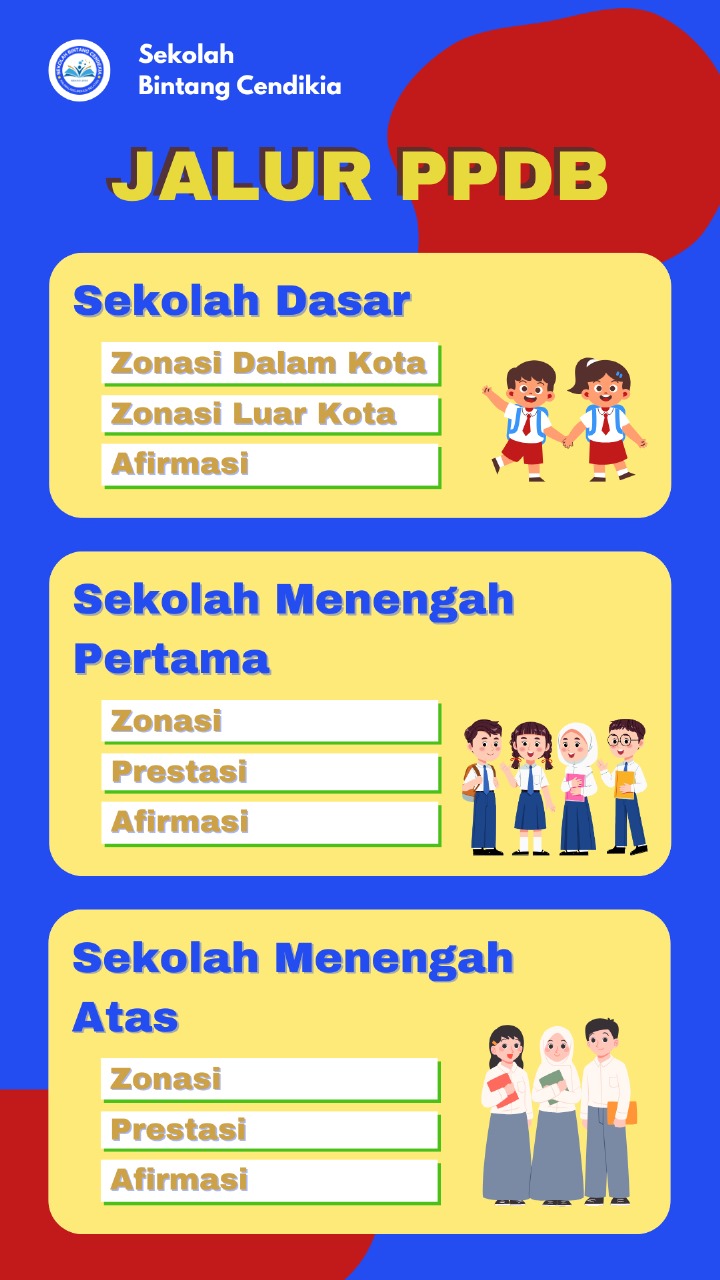 Sekolah
Bintang Cendikia
JALUR PPDB
Sekolah Dasar
Zonasi Dalam Kota
Zonasi Luar Kota
Afirmasi
Sekolah Menengah
Pertama
Zonasi
Prestasi
Afirmasi
Sekolah Menengah
Atas
Zonasi
Prestasi
Afirmasi